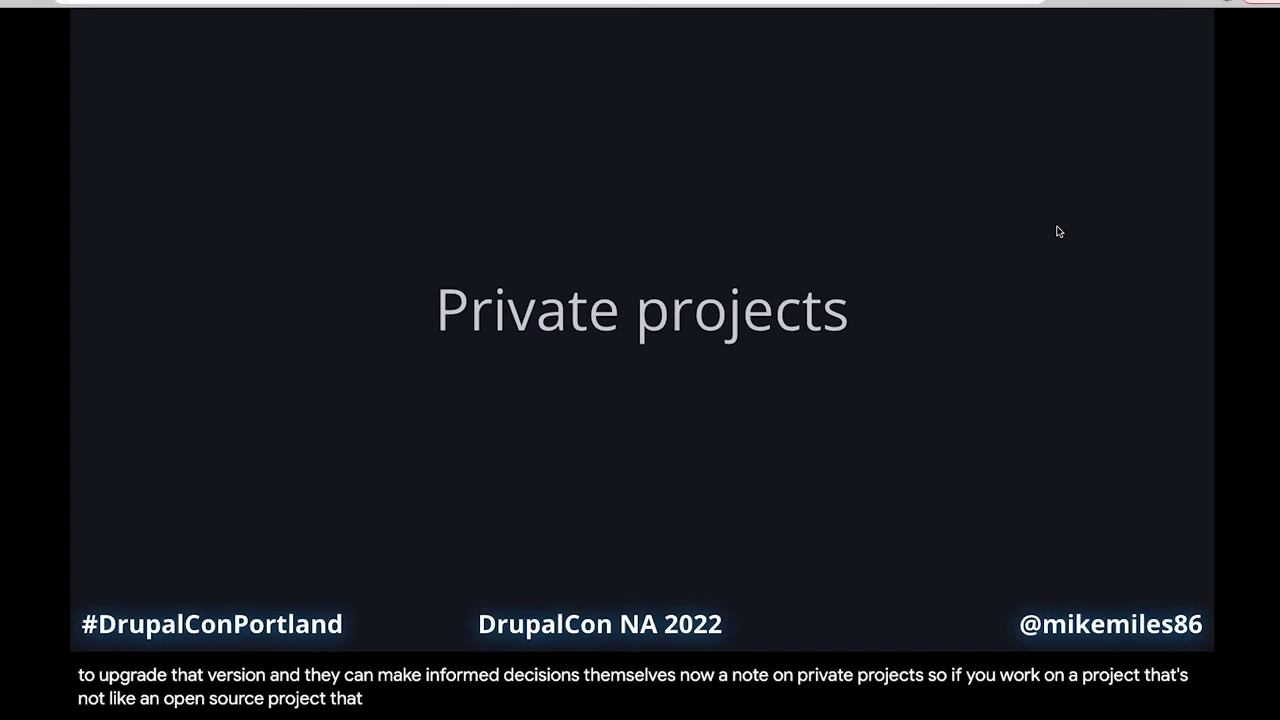 Private projects
#DrupalConPortland DrupalCon NA 2022 @mikemiles86
to upgrade that version and they can make informed decisions themselves now a note on private projects so if you work on a project that's
not like an open source project that